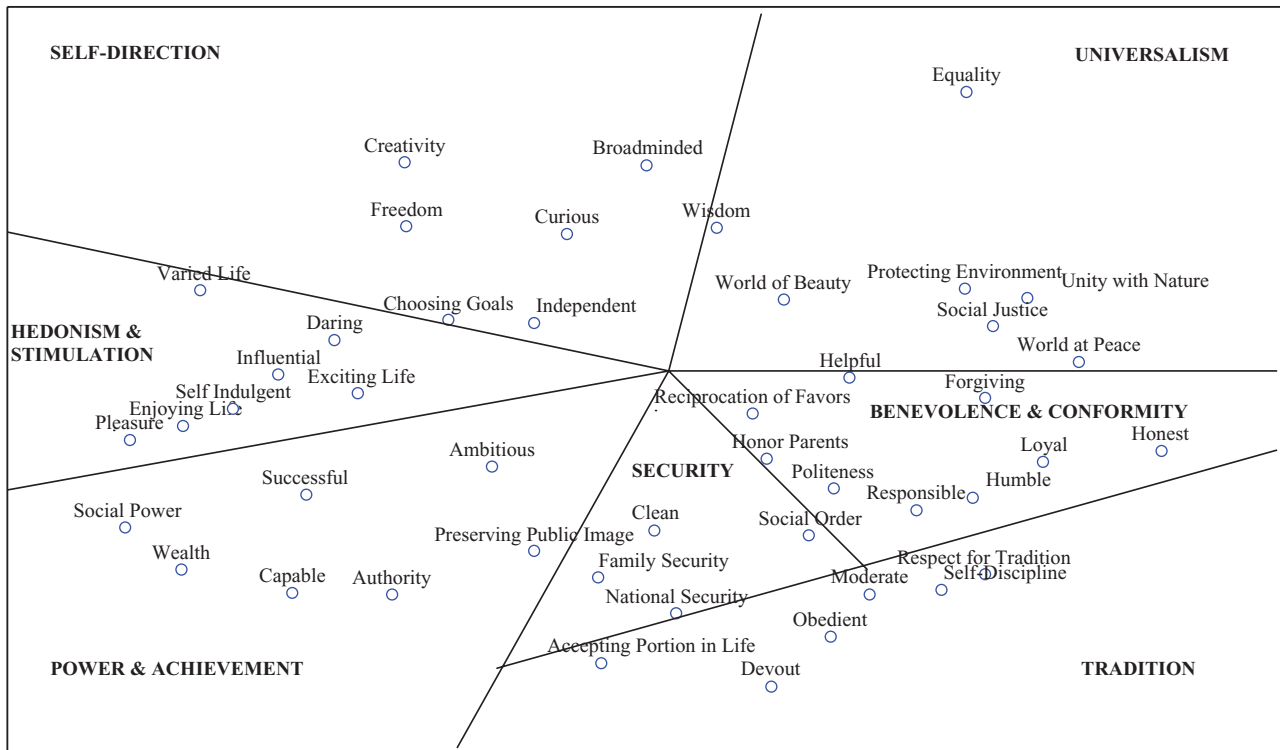 SELF-DIRECTION
UNIVERSALISM
Equality
Creativity
Broadminded
Freedom
Curious
Wisdom
Varied Life
World of Beauty
Protecting Environment
Unity with Nature
Choosing Goals
Independent
Social Justice
HEDONISM &
STIMULATION
Daring
World at Peace
Influential
Helpful
Exciting Life
Forgiving
Self Indulgent
Reciprocation of Favors
Enjoying Life
BENEVOLENCE & CONFORMITY
Pleasure
Honor Parents
Loyal
Honest
Ambitious
SECURITY
Politeness
Successful
Responsible
Humble
Social Power
Clean
Social Order
Preserving Public Image
Wealth
Family Security
Respect for Tradition
Capable
Authority
Moderate
Self-Discipline
National Security
Obedient
Accepting Portion in Life
POWER & ACHIEVEMENT
Devout
TRADITION